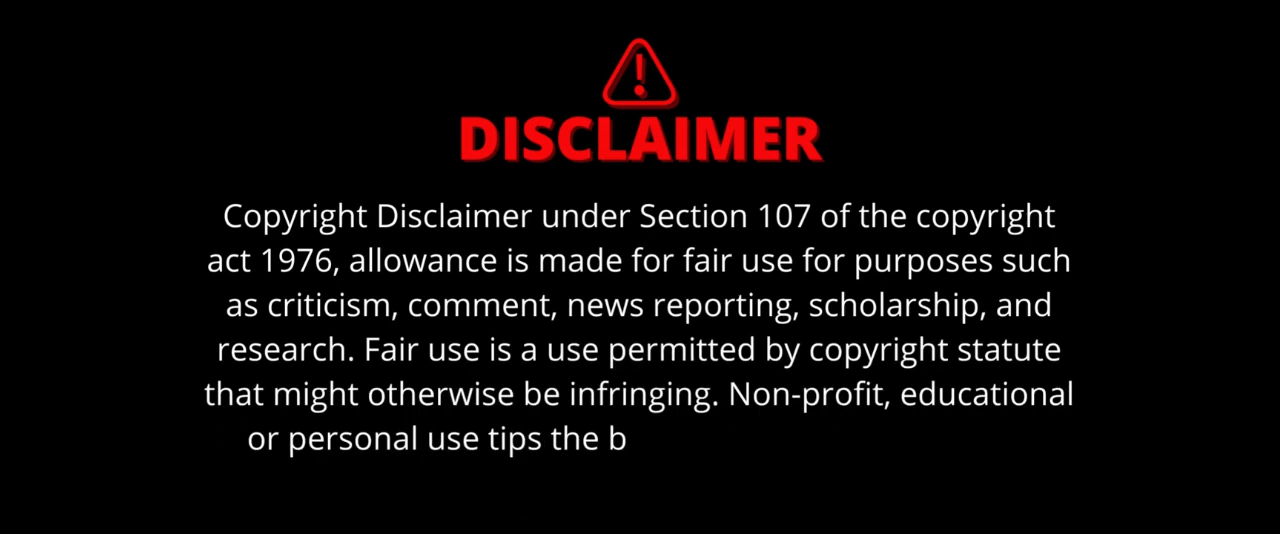 DISCLAIMER
Copyright Disclaimer under Section 107 of the copyright
act 1976, allowance is made for fair use for purposes such
as criticism, comment, news reporting, scholarship, and
research. Fair use is a use permitted by copyright statute
that might otherwise be infringing. Non-profit, educational
or personal use tips the b